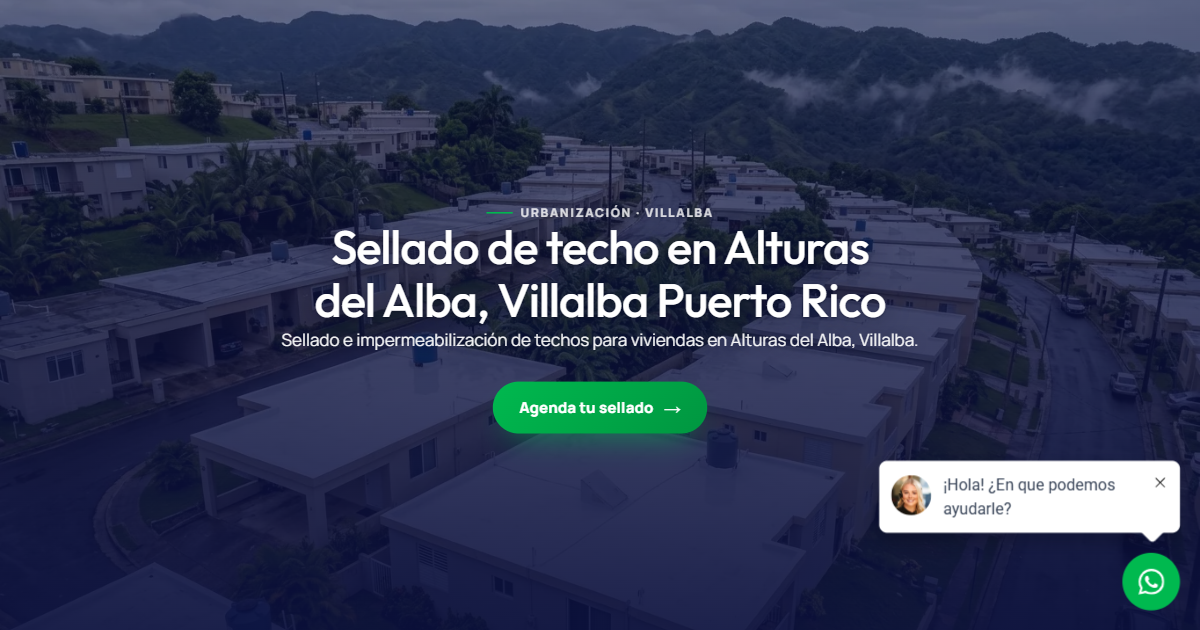 URBANIZACIÓN · VILLALBA
Sellado de techo en Alturas
del Alba, Villalba Puerto Rico
Sellado e impermeabilización de techos para viviendas en Alturas del Alba, Villalba.
Agenda tu sellado →
¡Hola! ¿En que podemos
ayudarle?